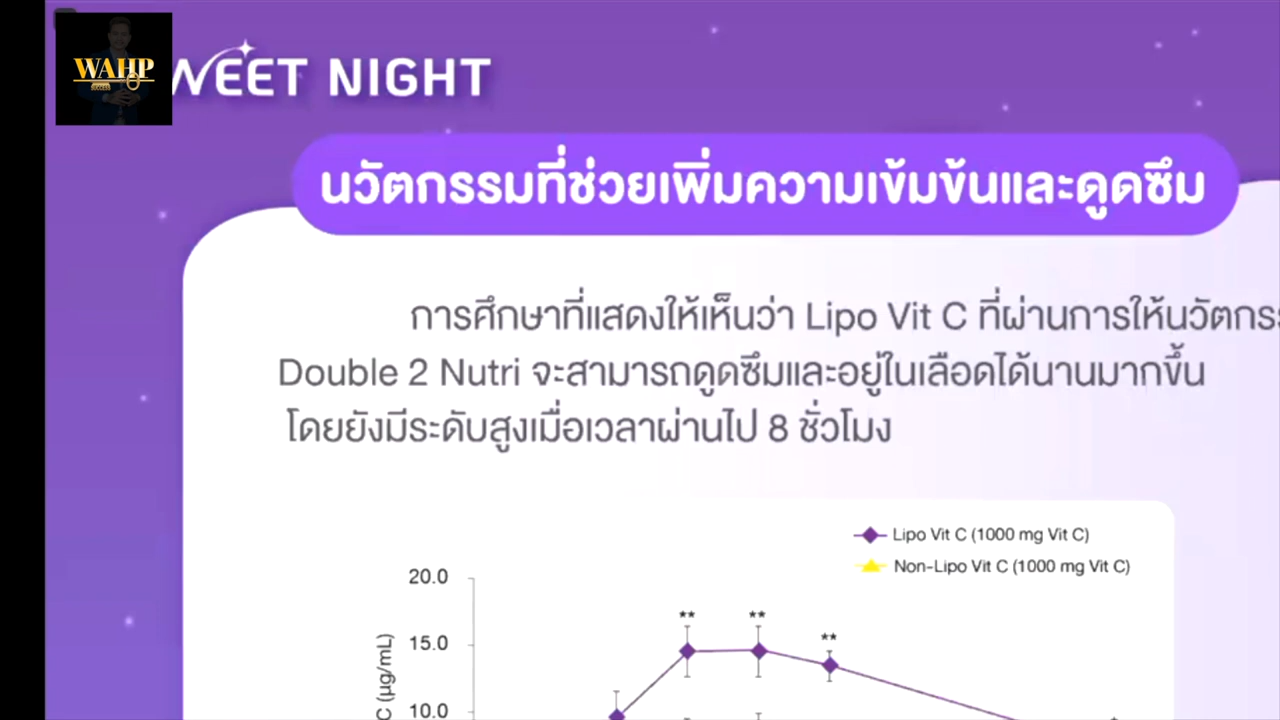 WAHP
WEET NIGHT
นวัตกรรมที่ช่วยเพิ่มความเข้มข้นและดูดซึม
การศึกษาที่แสดงให้เห็นว่า Lipo Vit C ที่ผ่านการให้นวัตกร
Double 2 Nutri จะสามารถดูดซึมและอยู่ในเลือดได้นานมากขึ้น
โดยยังมีระดับสูงเมื่อเวลาผ่านไป 8 ชั่วโมง
Lipo Vit C (1000 mg Vit C)
Non-Lipo Vit C (1000 mg Vit C)
20.0
** **
**
15.0
C (µg/mL)
10.0